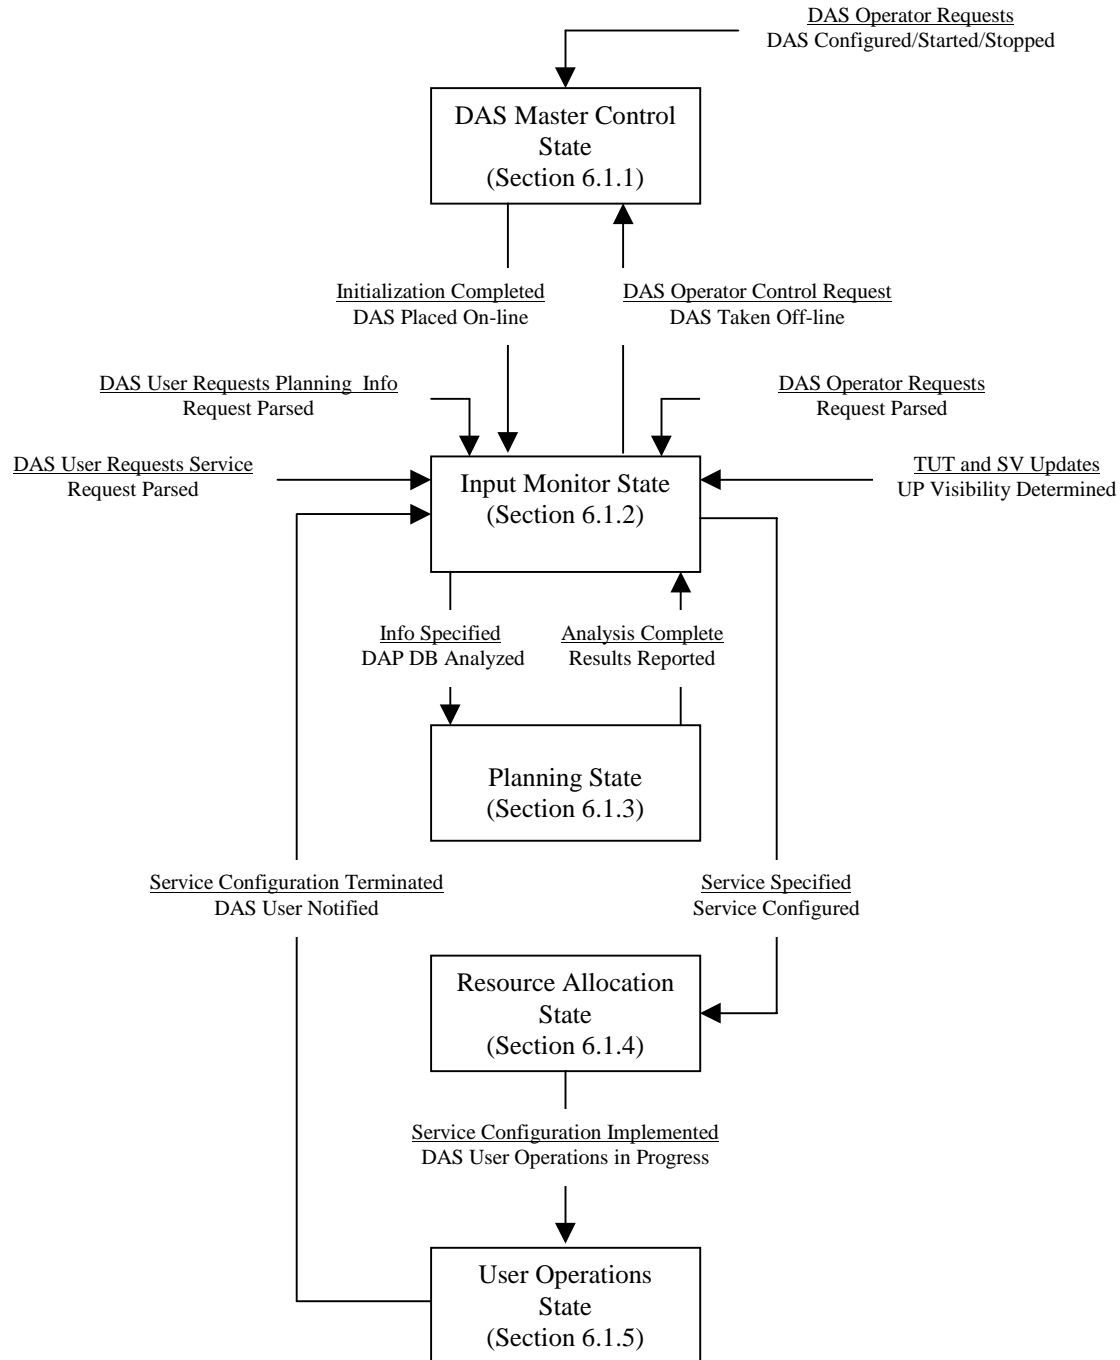 DAS Operator Requests
DAS Configured/Started/Stopped
DAS Master Control
State
(Section 6.1.1)
Initialization Completed
DAS Placed On-line
DAS Operator Control Request
DAS Taken Off-line
DAS User Requests Planning Info
Request Parsed
DAS Operator Requests
Request Parsed
DAS User Requests Service
Request Parsed
Input Monitor State
(Section 6.1.2)
TUT and SV Updates
UP Visibility Determined
Info Specified
DAP DB Analyzed
Analysis Complete
Results Reported
Planning State
(Section 6.1.3)
Service Configuration Terminated
DAS User Notified
Service Specified
Service Configured
Resource Allocation
State
(Section 6.1.4)
Service Configuration Implemented
DAS User Operations in Progress
User Operations
State
(Section 6.1.5)